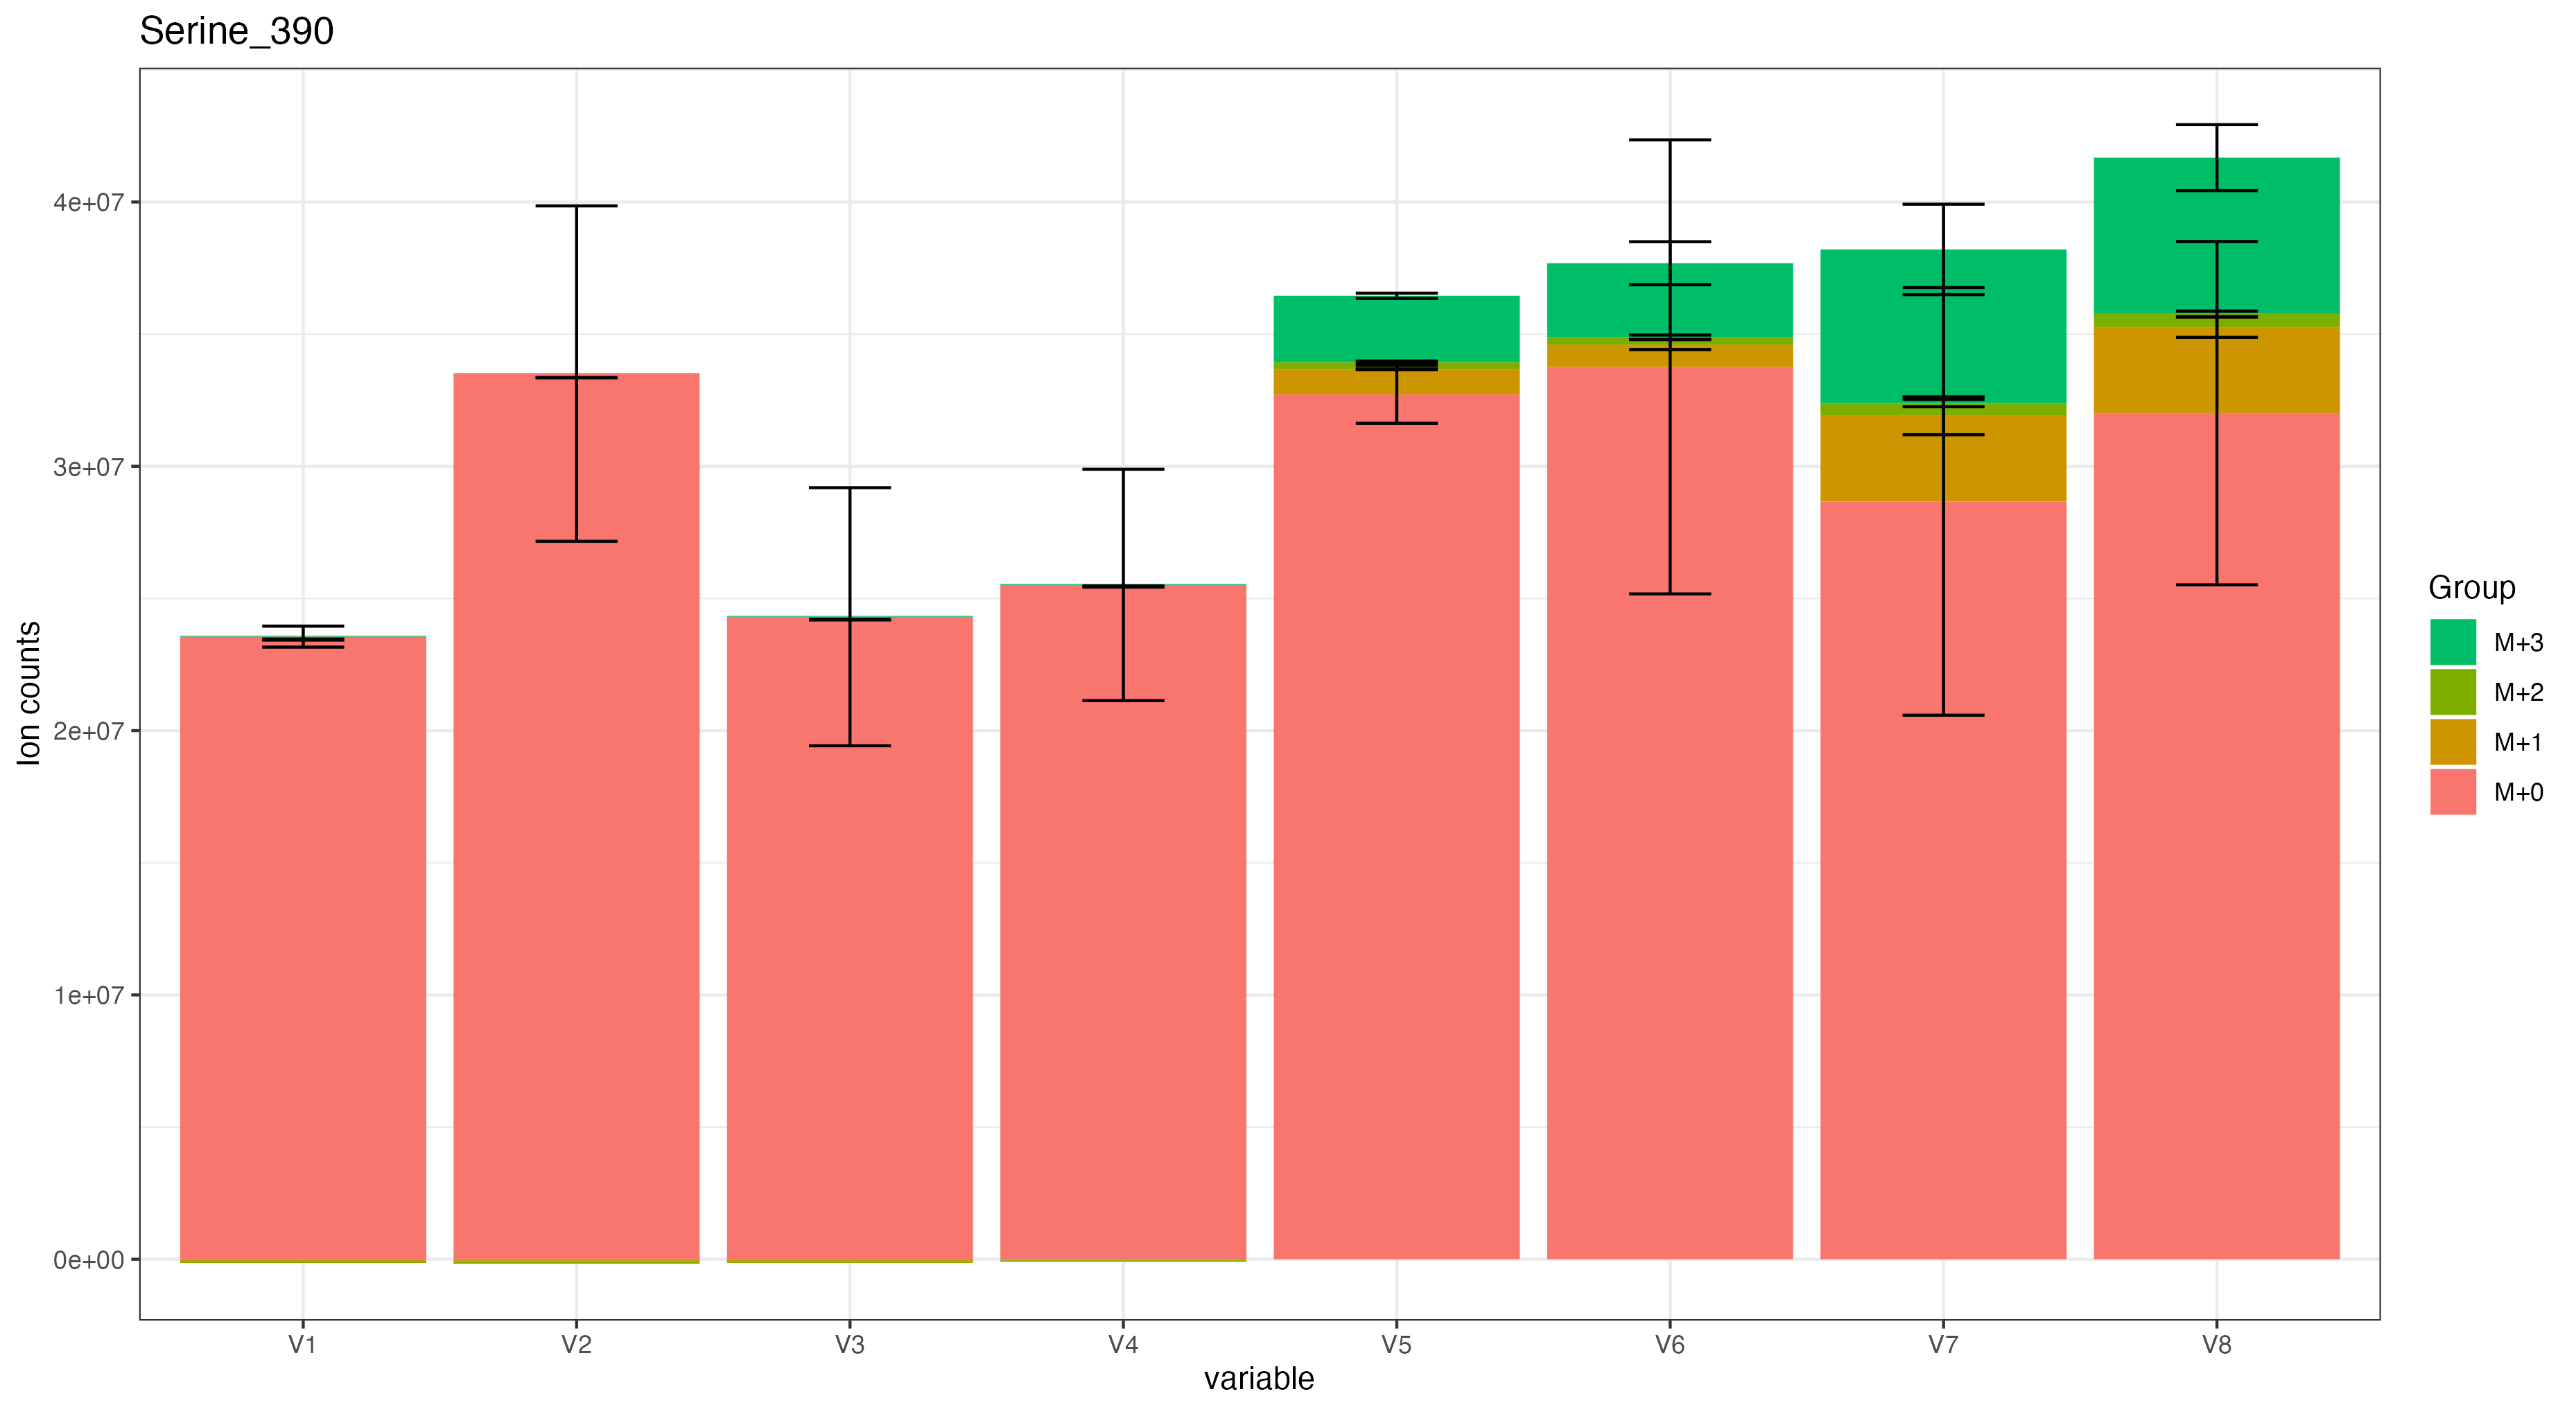 Serine_390
Ion counts
4e+07
3e+07
2e+07
1e+07
0e+00
V1 V2 V3 V4 V5 V6 V7 V8
variable
Group
M+3
M+2
M+1
M+0